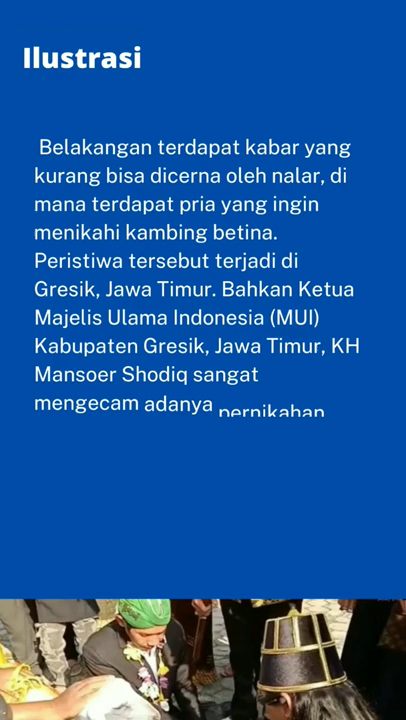 Ilustrasi
Belakangan terdapat kabar yang
kurang bisa dicerna oleh nalar, di
mana terdapat pria yang ingin
menikahi kambing betina.
Peristiwa tersebut terjadi di
Gresik, Jawa Timur. Bahkan Ketua
Majelis Ulama Indonesia (MUI)
Kabupaten Gresik, Jawa Timur, KH
Mansoer Shodiq sangat
mengecam adanya pernikahan